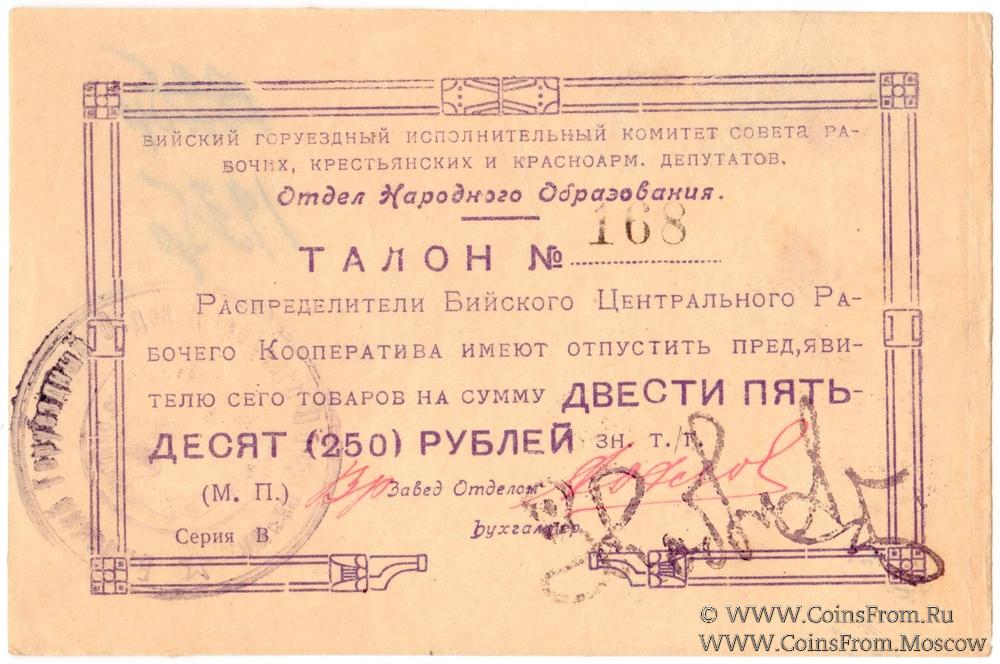 БИЙСКИЙ ГОРУЕЗДНЫЙ ИСПОЛНИТЕЛЬНЫЙ КОМИТЕТ СОВЕТА РА-
БОЧИХ, КРЕСТЬЯНСКИХ И КРАСНОАРМ. ДЕПУТАТОВ.
Отдел Народного Образования.
ТАЛОН № 168
РАСПРЕДЕЛИТЕЛИ БИЙСКОГО ЦЕНТРАЛЬНОГО РА-
БОЧЕГО КООПЕРАТИВА ИМЕЮТ ОТПУСТИТЬ ПРЕД,ЯВИ-
ТЕЛЮ СЕГО ТОВАРОВ НА СУММУ ДВЕСТИ ПЯТЬ-
ДЕСЯТ (250) РУБЛЕЙ ЗН. Т./Г.
(М. П.) Завед Отделом
Серия В Бухгалтер
© WWW.CoinsFrom.Ru
WWW.CoinsFrom.Moscow